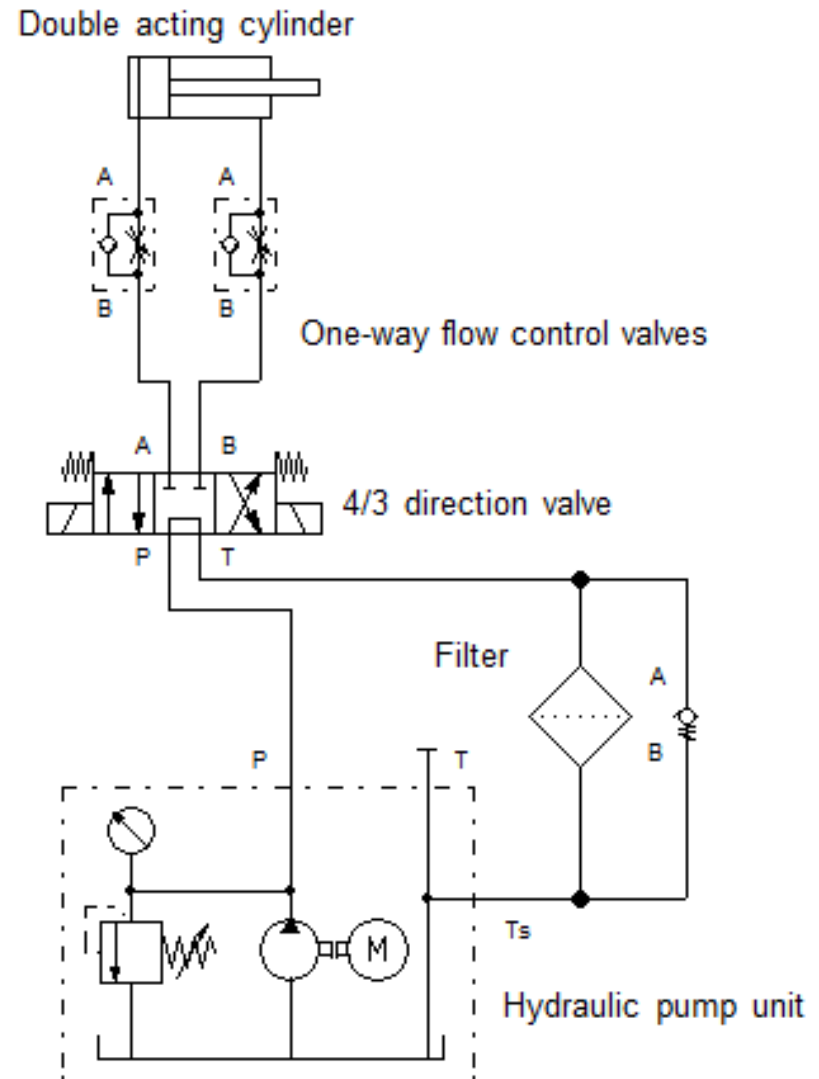 Double acting cylinder
A A
B B
One-way flow control valves
A B
4/3 direction valve
P T
Filter
A
B
P T
M
Ts
Hydraulic pump unit